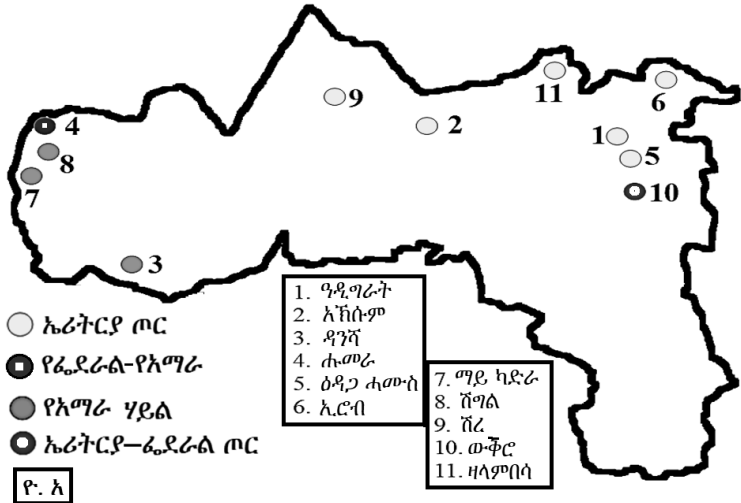 9
11
6
4
2
1
8
5
7
10
3
1. ዓዲግራት
2. አኽሱም
3. ዳንሻ
4. ሑመራ
5. ዕዳጋ ሓሙስ
6. ኢሮብ
7. ማይ ካድራ
8. ሽግል
9. ሽረ
10. ውቕሮ
11. ዛላምበሳ
ኤሪትርያ ጦር
የፌደራል-የአማራ
የአማራ ሃይል
ኤሪትርያ–ፌደራል ጦር
ዮ. አ